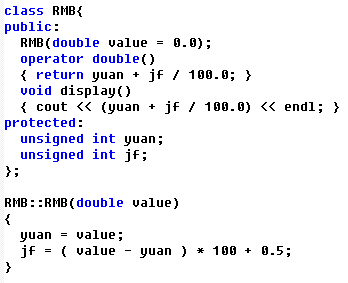 class RMB{
public:
  RMB(double value = 0.0);
  operator double()
  { return yuan + jf / 100.0; }
  void display()
  { cout << (yuan + jf / 100.0) << endl; }
protected:
  unsigned int yuan;
  unsigned int jf;
};

RMB::RMB(double value)
{
  yuan = value;
  jf = ( value - yuan ) * 100 + 0.5;
}